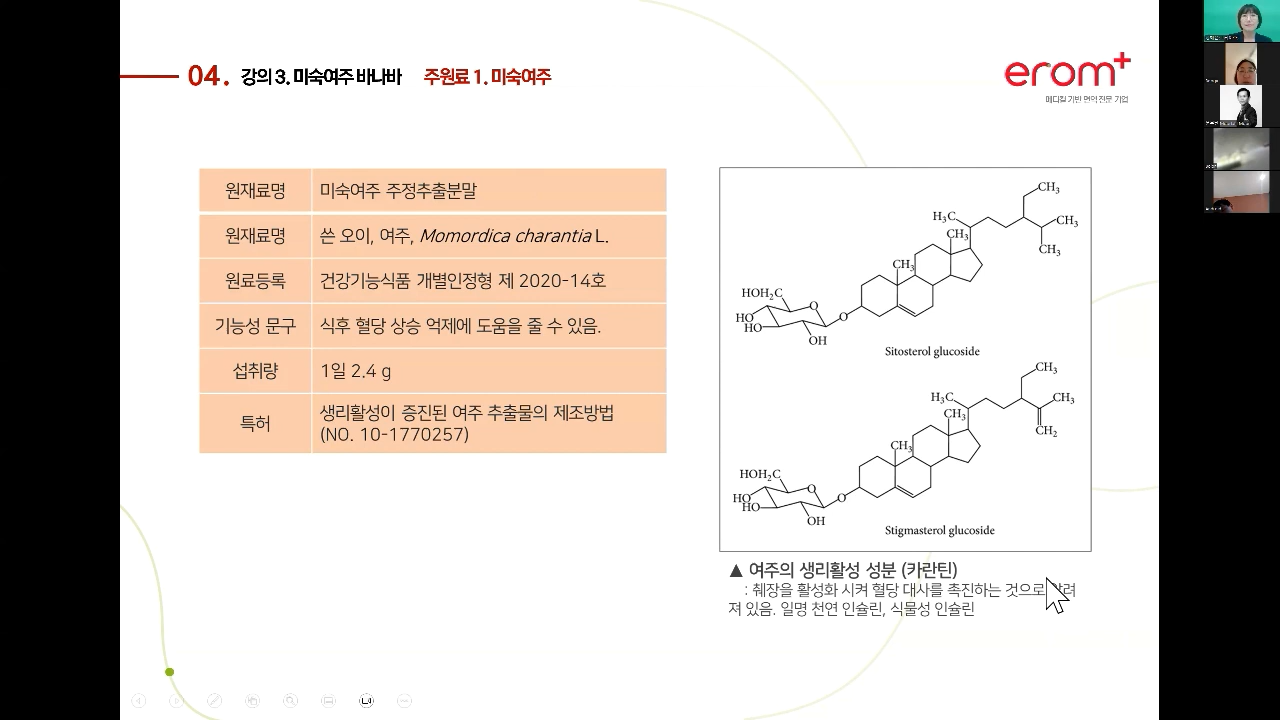 04. 강의 3. 미숙여주 바나바 주원료 1. 미숙여주
erom+
메디컬 기반 면역 전문 기업
원재료명 미숙여주 주정추출분말
원재료명 쓴 오이, 여주, Momordica charantia L.
원료등록 건강기능식품 개별인정형 제 2020-14호
기능성 문구 식후 혈당 상승 억제에 도움을 줄 수 있음.
섭취량 1일 2.4 g
특허 생리활성이 증진된 여주 추출물의 제조방법
(NO. 10-1770257)
CH3
H3C
CH3
CH3
CH3
CH3
HOH2C
O
HO
HO
O
OH
Sitosterol glucoside
CH3
H3C
CH3
CH3
CH2
CH3
HOH2C
O
HO
HO
O
OH
Stigmasterol glucoside
▲ 여주의 생리활성 성분 (카란틴)
: 췌장을 활성화 시켜 혈당 대사를 촉진하는 것으로 알려
져 있음. 일명 천연 인슐린, 식물성 인슐린